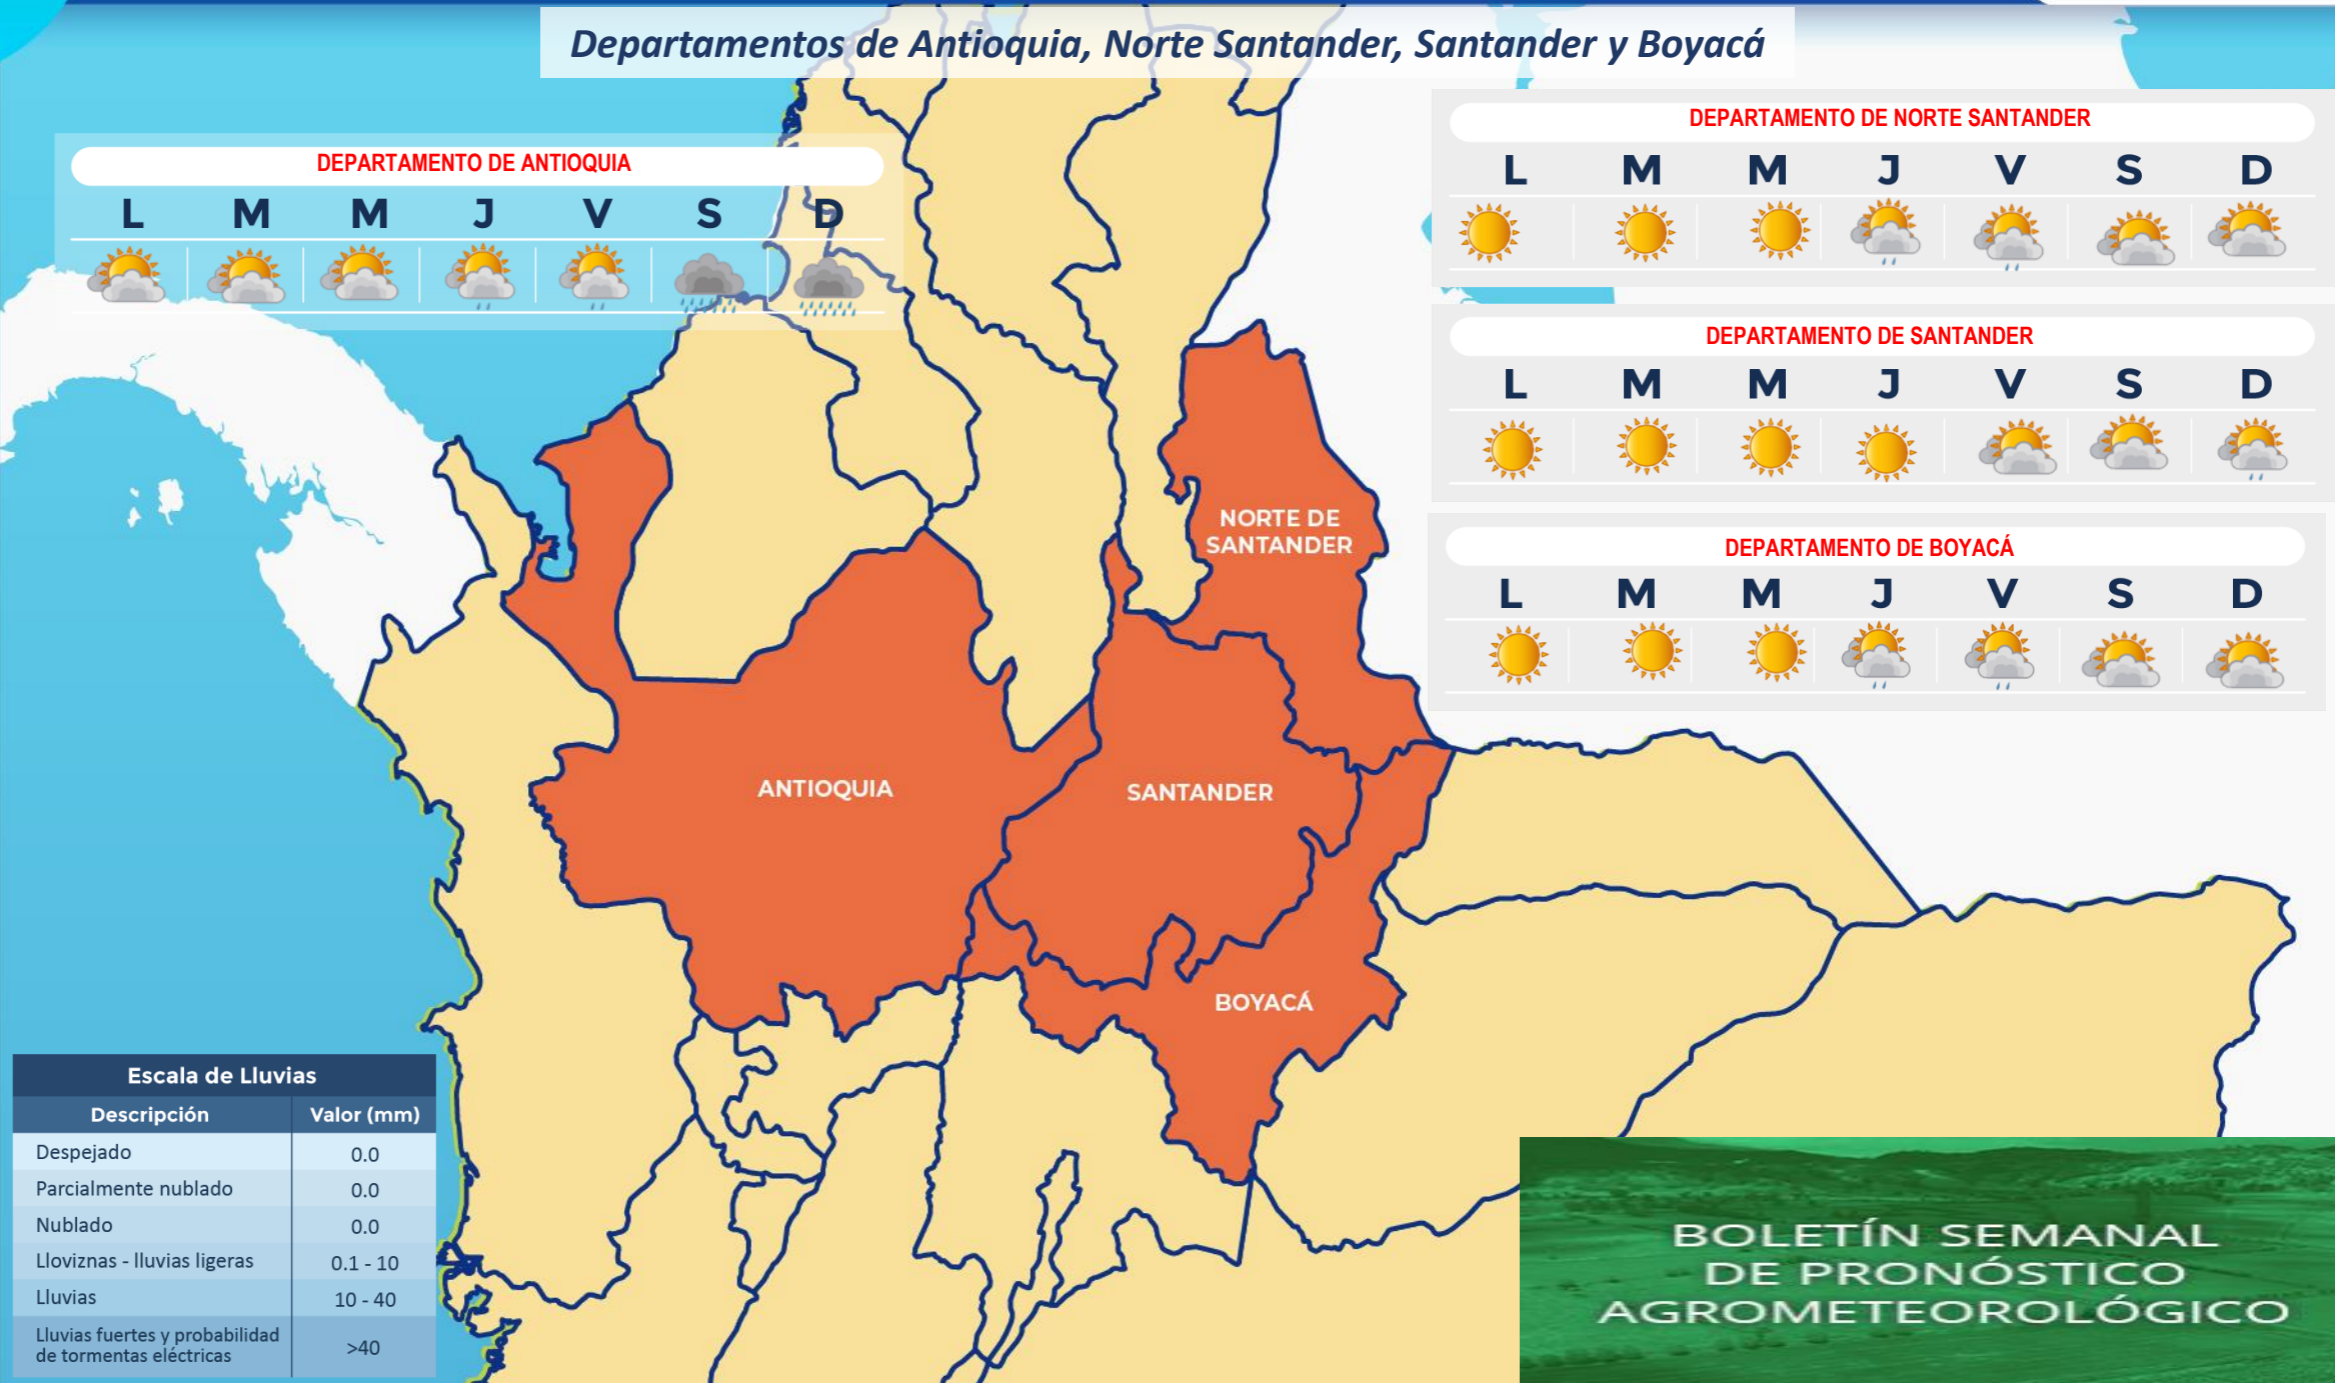 Departamentos de Antioquia, Norte Santander, Santander y Boyacá
DEPARTAMENTO DE ANTIOQUIA
L M M J V S D
DEPARTAMENTO DE NORTE SANTANDER
L M M J V S D
DEPARTAMENTO DE SANTANDER
L M M J V S D
DEPARTAMENTO DE BOYACÁ
L M M J V S D
NORTE DE
SANTANDER
ANTIOQUIA
SANTANDER
BOYACÁ
Escala de Lluvias
Descripción Valor (mm)
Despejado 0.0
Parcialmente nublado 0.0
Nublado 0.0
Lloviznas - lluvias ligeras 0.1 - 10
Lluvias 10 - 40
Lluvias fuertes y probabilidad
de tormentas eléctricas >40
BOLETÍN SEMANAL
DE PRONÓSTICO
AGROMETEOROLÓGICO